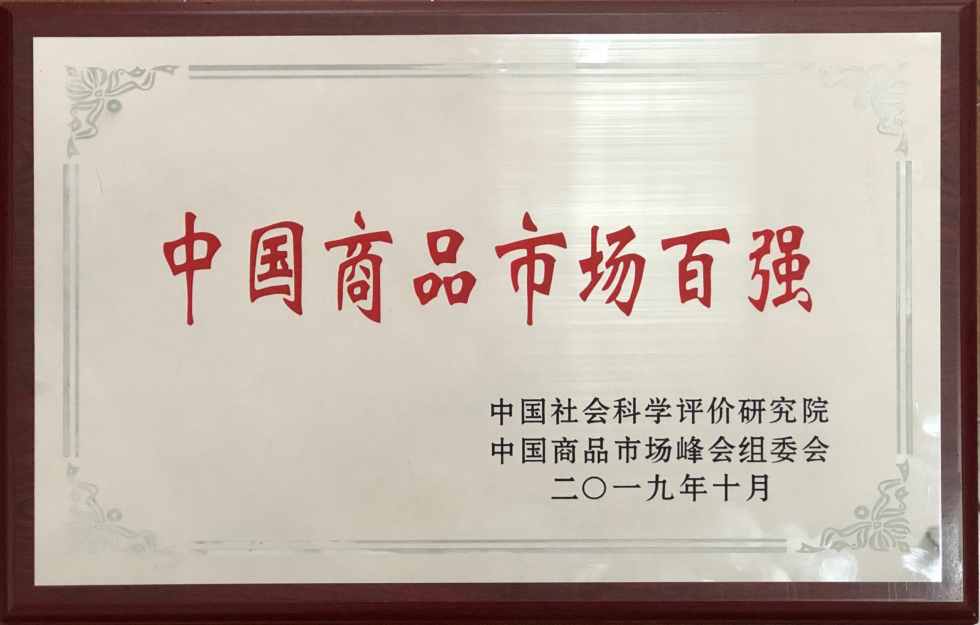 中国商品市场百强
中国社会科学评价研究院
中国商品市场峰会组委会
二〇一九年十月